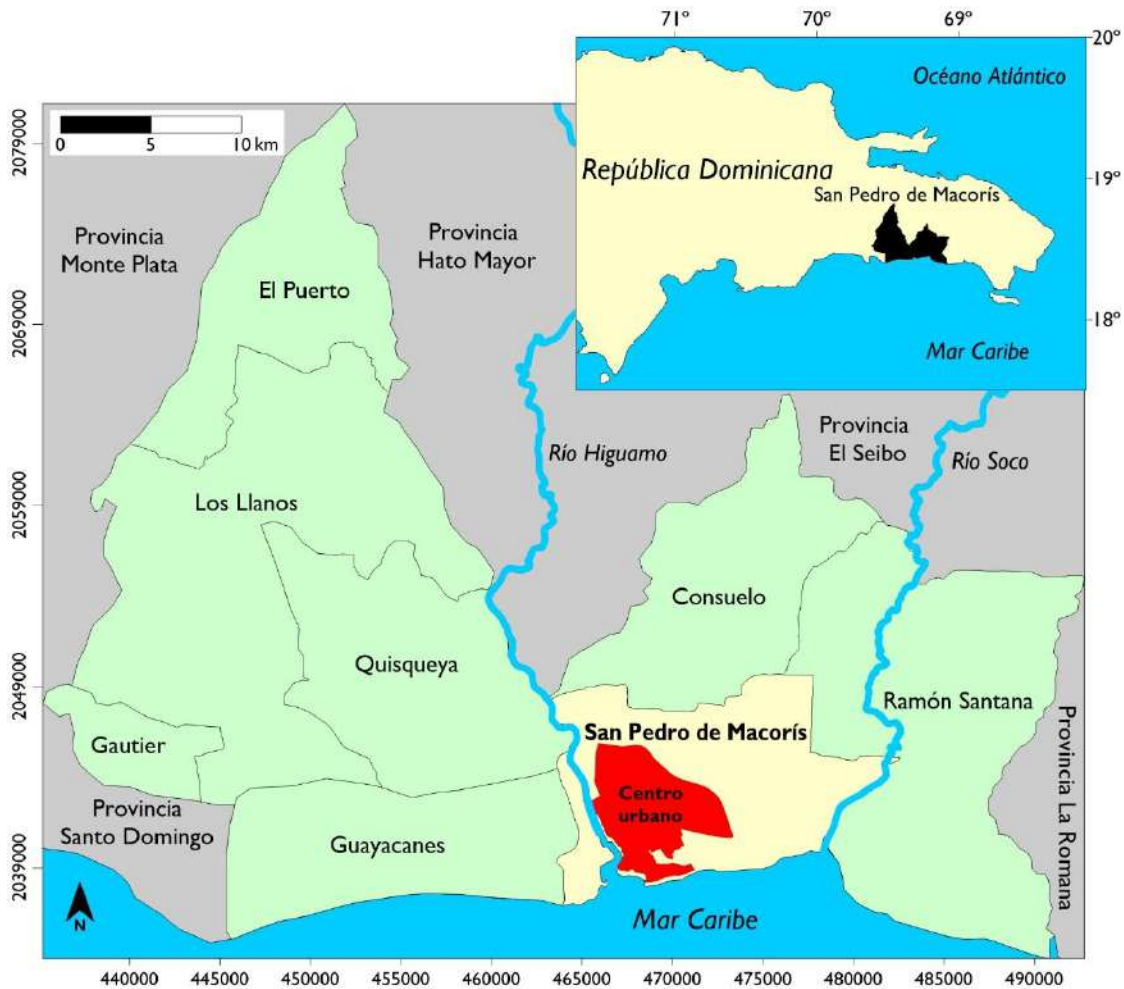 71°
70°
69°
20°
Océano Atlántico
0
5
10 km
2079000
República Dominicana
19°
San Pedro de Macorís
Provincia
Monte Plata
Provincia
Hato Mayor
El Puerto
2069000
18°
Mar Caribe
Provincia
El Seibo
Río Higuamo
Río Soco
Los Llanos
2059000
Consuelo
Quisqueya
2049000
Ramón Santana
San Pedro de Macorís
Gautier
Provincia La Romana
Centro
urbano
Provincia
Santo Domingo
Guayacanes
2039000
N
Mar Caribe
440000
445000
450000
455000
460000
465000
470000
475000
480000
485000
490000